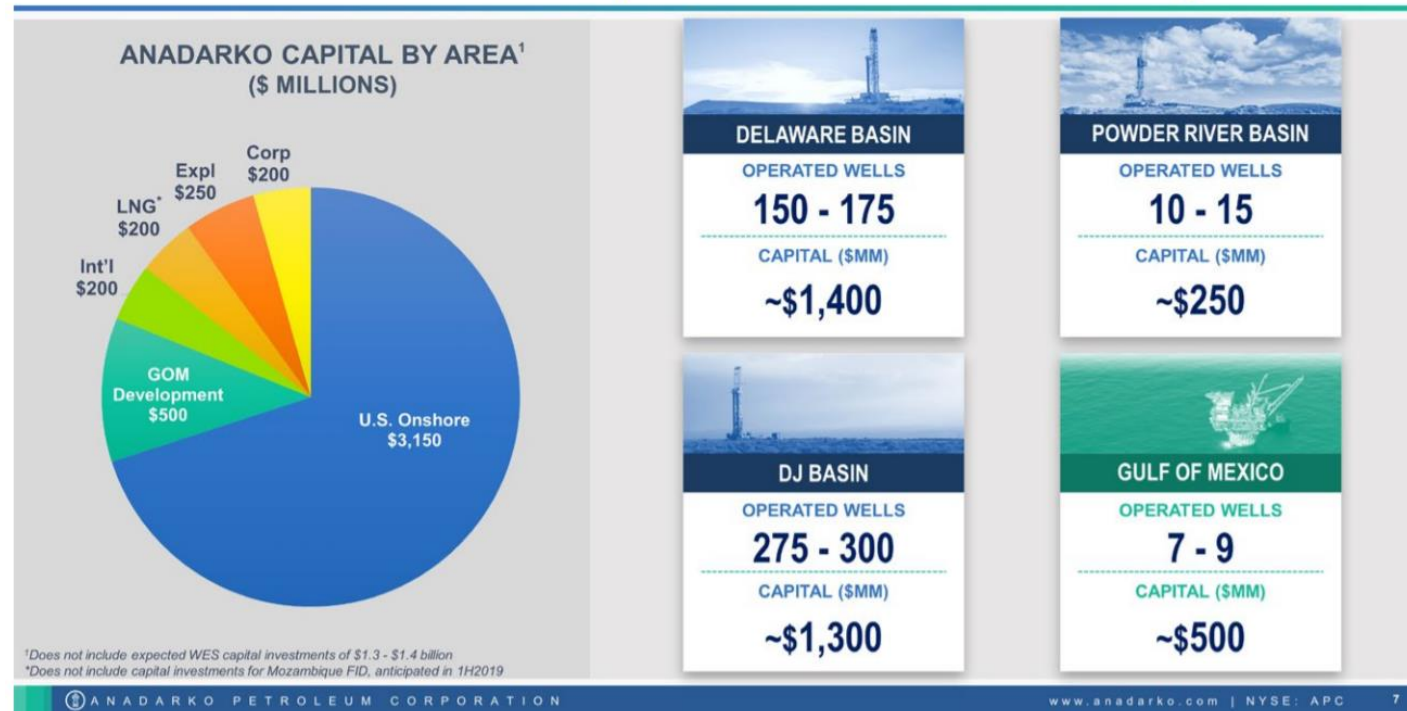 ANADARKO CAPITAL BY AREA¹
($ MILLIONS)
Corp
$200
Expl
$250
LNG*
$200
Int'l
$200
GOM
Development
$500
U.S. Onshore
$3,150
¹Does not include expected WES capital investments of $1.3 - $1.4 billion
*Does not include capital investments for Mozambique FID, anticipated in 1H2019
DELAWARE BASIN
OPERATED WELLS
150 - 175
CAPITAL ($MM)
~$1,400
POWDER RIVER BASIN
OPERATED WELLS
10 - 15
CAPITAL ($MM)
~$250
DJ BASIN
OPERATED WELLS
275 - 300
CAPITAL ($MM)
~$1,300
GULF OF MEXICO
OPERATED WELLS
7 - 9
CAPITAL ($MM)
~$500
ANADARKO PETROLEUM CORPORATION
www.anadarko.com | NYSE: APC 7